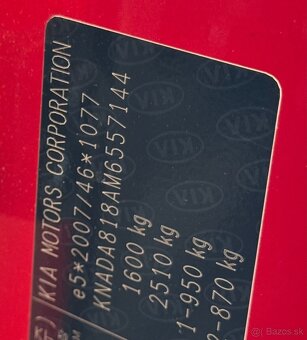 KIA MOTORS CORPORATION
e5*2007/46*1077
KNADA818AM6557144
1600 kg
2510 kg
1-950 kg
2-870 kg
KIA
Bazos.sk